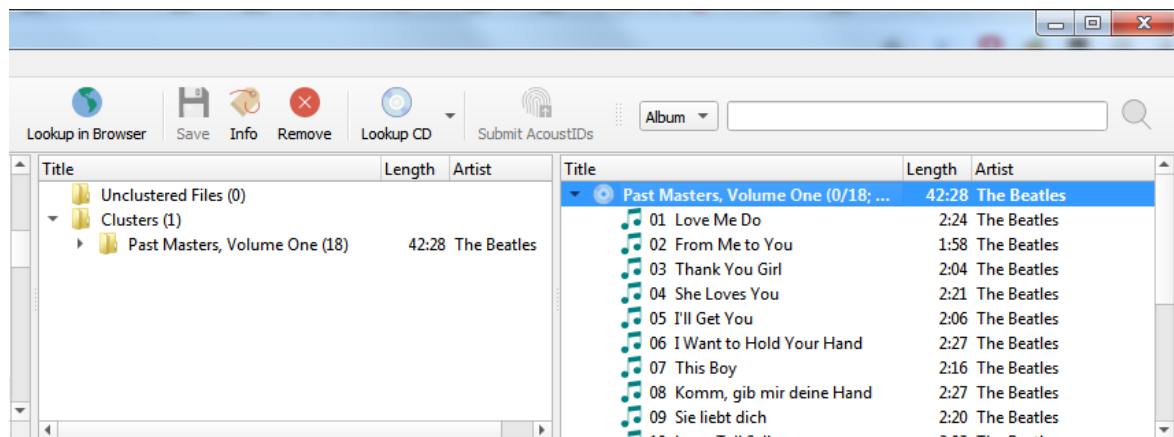 Lookup in Browser Save Info Remove Lookup CD Submit AcoustIDs Album
Title Length Artist
Unclustered Files (0)
Clusters (1)
Past Masters, Volume One (18) 42:28 The Beatles
Title Length Artist
Past Masters, Volume One (0/18; ... 42:28 The Beatles
01 Love Me Do 2:24 The Beatles
02 From Me to You 1:58 The Beatles
03 Thank You Girl 2:04 The Beatles
04 She Loves You 2:21 The Beatles
05 I'll Get You 2:06 The Beatles
06 I Want to Hold Your Hand 2:27 The Beatles
07 This Boy 2:16 The Beatles
08 Komm, gib mir deine Hand 2:27 The Beatles
09 Sie liebt dich 2:20 The Beatles